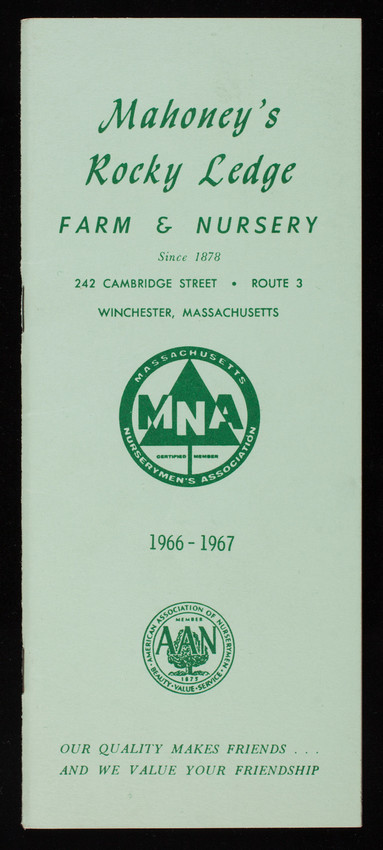 Mahoney's
Rocky Ledge
FARM & NURSERY
Since 1878
242 CAMBRIDGE STREET • ROUTE 3
WINCHESTER, MASSACHUSETTS
MASSACHUSETTS
MNA
CERTIFIED MEMBER
NURSERYMEN'S ASSOCIATION
1966-1967
AMERICAN ASSOCIATION OF NURSERYMEN
MEMBER
AAN
1875
BEAUTY • VALUE • SERVICE
OUR QUALITY MAKES FRIENDS . . .
AND WE VALUE YOUR FRIENDSHIP